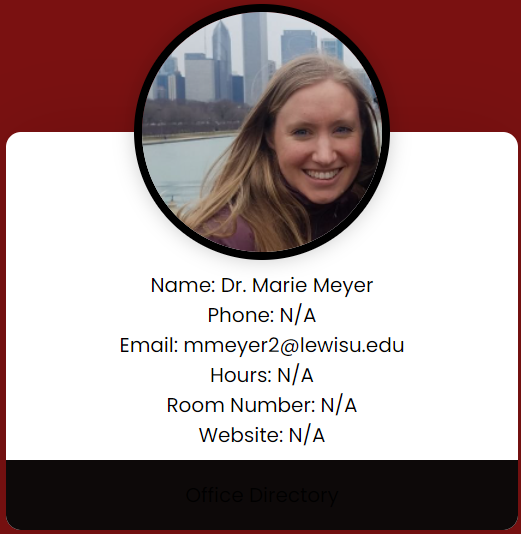 Name: Dr. Marie Meyer
Phone: N/A
Email: mmeyer2@lewisu.edu
Hours: N/A
Room Number: N/A
Website: N/A
Office Directory